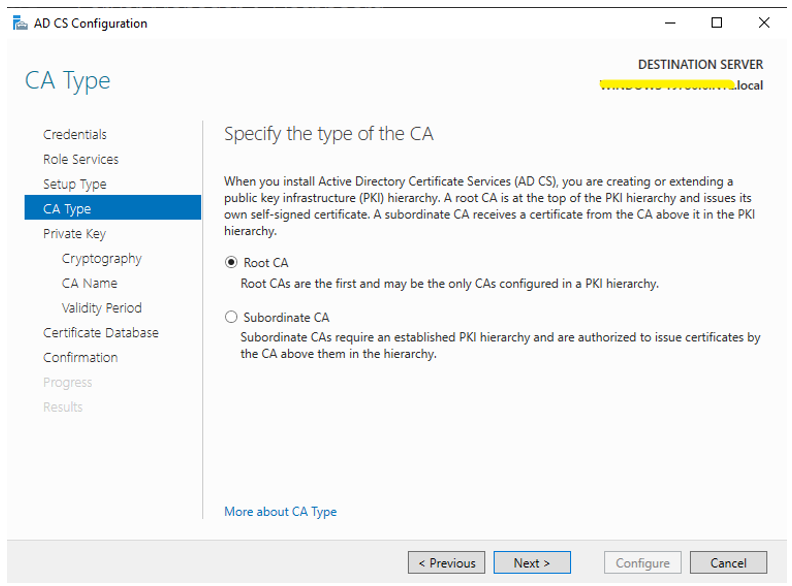 AD CS Configuration
DESTINATION SERVER
.local
CA Type
Credentials
Role Services
Setup Type
CA Type
Private Key
Cryptography
CA Name
Validity Period
Certificate Database
Confirmation
Progress
Results
Specify the type of the CA
When you install Active Directory Certificate Services (AD CS), you are creating or extending a
public key infrastructure (PKI) hierarchy. A root CA is at the top of the PKI hierarchy and issues its
own self-signed certificate. A subordinate CA receives a certificate from the CA above it in the PKI
hierarchy.
Root CA
Root CAs are the first and may be the only CAs configured in a PKI hierarchy.
Subordinate CA
Subordinate CAs require an established PKI hierarchy and are authorized to issue certificates by
the CA above them in the hierarchy.
More about CA Type
< Previous
Next >
Configure
Cancel